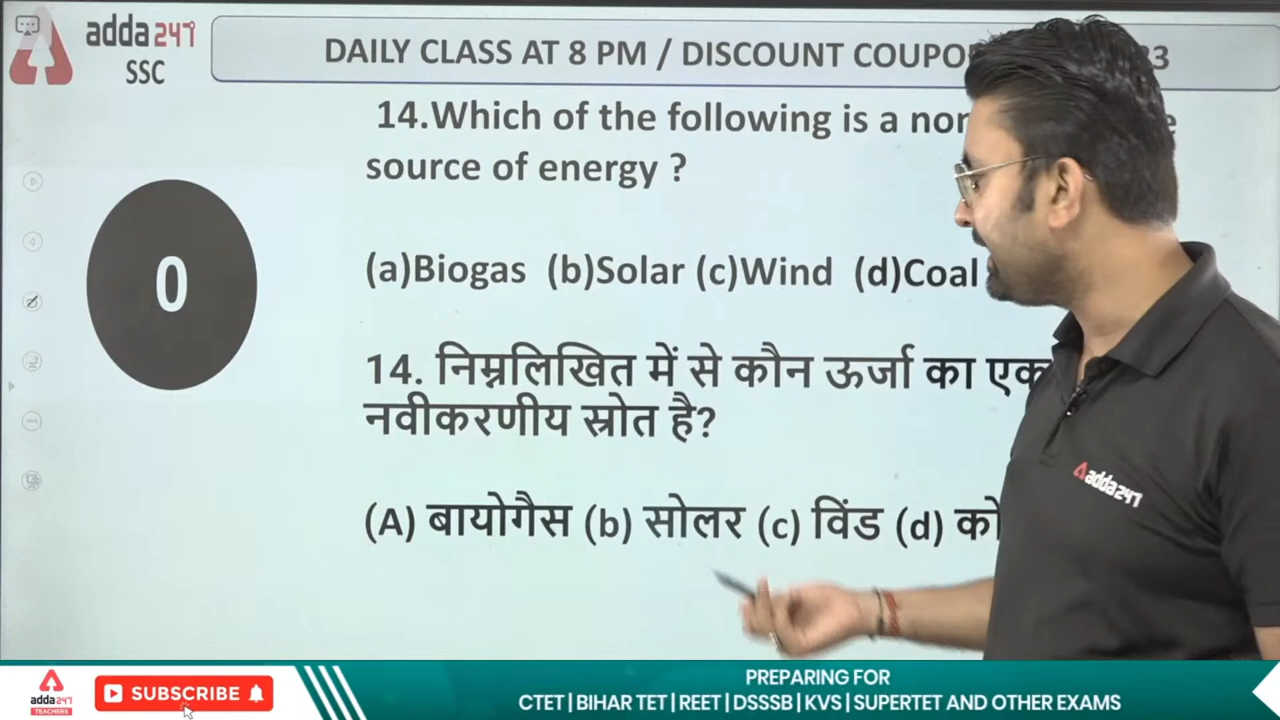 adda247
SSC
DAILY CLASS AT 8 PM / DISCOUNT
14.Which of the following is a
source of energy ?
0
(a)Biogas (b)Solar (c)Wind (d)Coal
14. निम्नलिखित में से कौन ऊर्जा का एक
नवीकरणीय स्रोत है?
(A) बायोगैस (b) सोलर (c) विंड (d)
adda247
adda247
TEACHERS
SUBSCRIBE
PREPARING FOR
CTET | BIHAR TET | REET | DSSSB | KVS | SUPERTET AND OTHER EXAMS